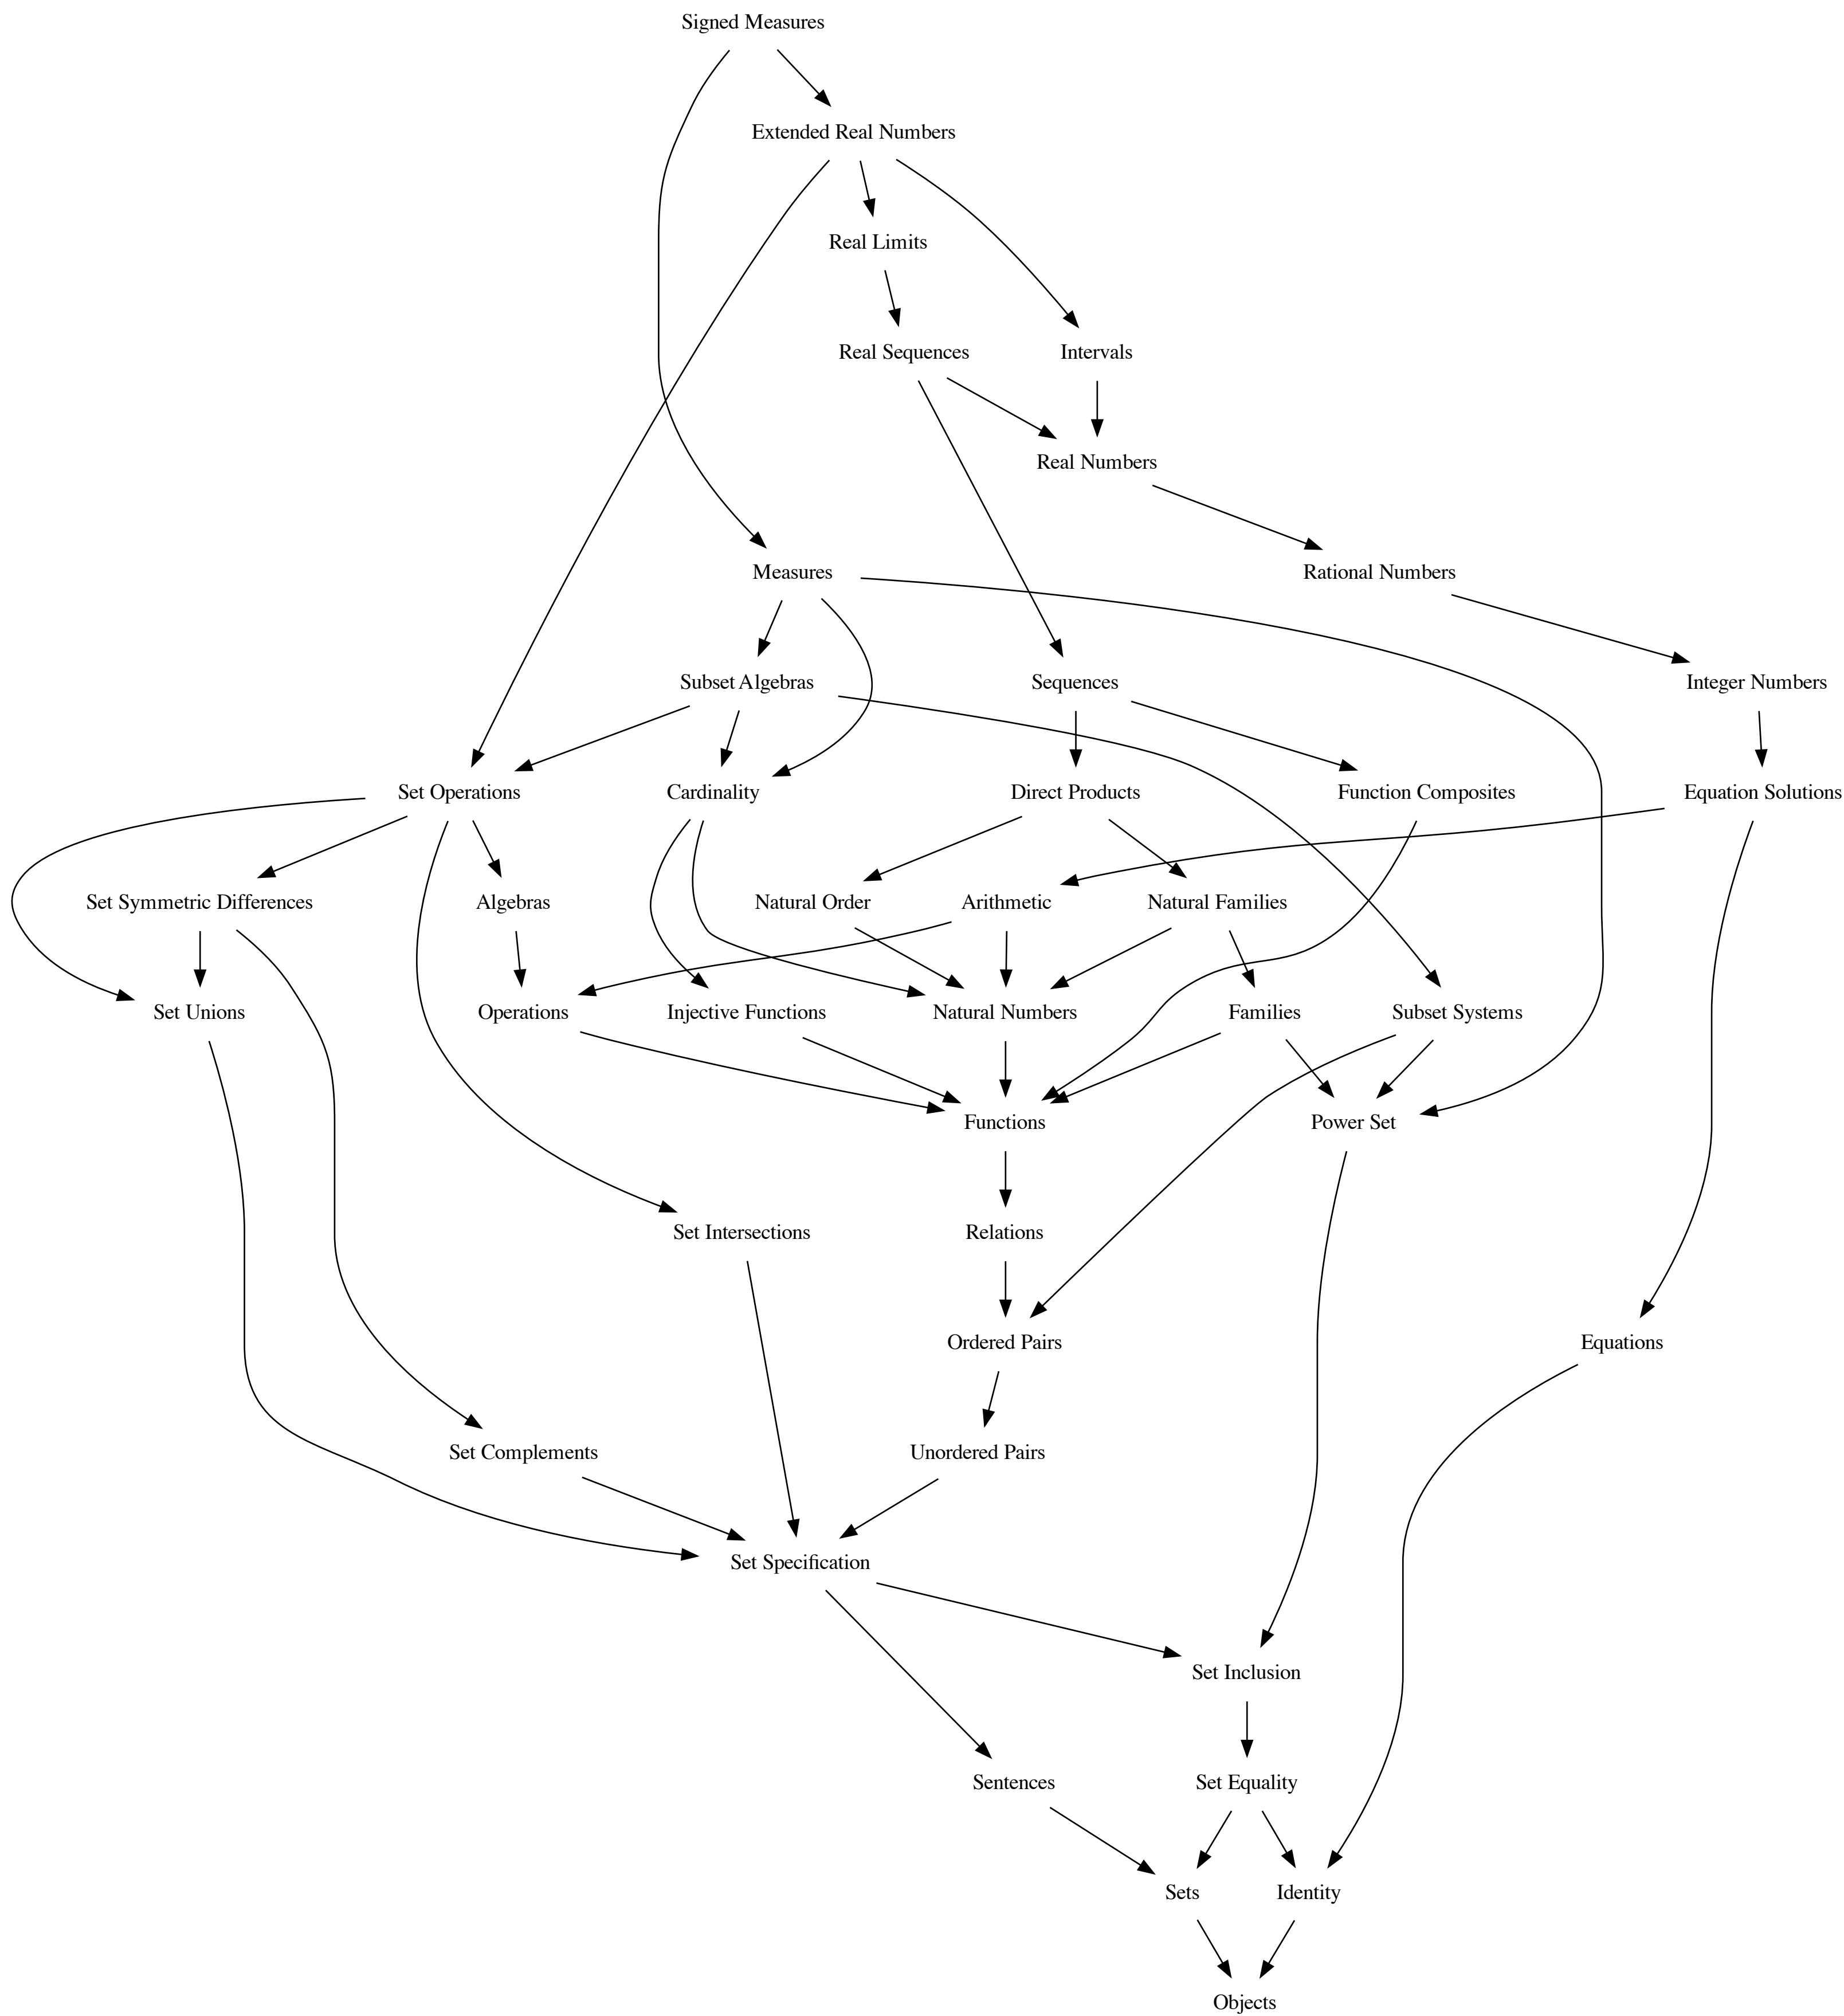 Signed Measures
Extended Real Numbers
Real Limits
Real Sequences
Intervals
Real Numbers
Measures
Rational Numbers
Subset Algebras
Sequences
Integer Numbers
Set Operations
Cardinality
Direct Products
Function Composites
Equation Solutions
Set Symmetric Differences
Algebras
Natural Order
Arithmetic
Natural Families
Set Unions
Operations
Injective Functions
Natural Numbers
Families
Subset Systems
Functions
Power Set
Set Intersections
Relations
Ordered Pairs
Equations
Set Complements
Unordered Pairs
Set Specification
Set Inclusion
Sentences
Set Equality
Sets
Identity
Objects